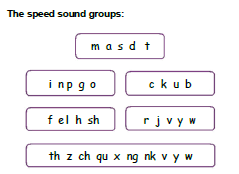 The speed sound groups:
m a s d t
i n p g o
c k u b
f e l h sh
r j v y w
th z ch qu x ng nk v y w